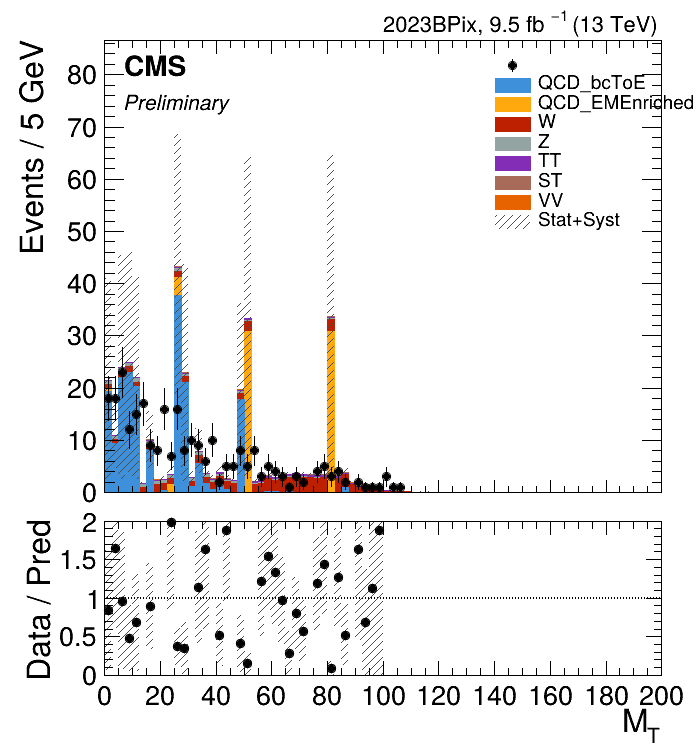 2023BPix, 9.5 fb⁻¹ (13 TeV)
CMS
Preliminary
QCD_bcToE
QCD_EMEnriched
W
Z
TT
ST
VV
Stat+Syst
Events / 5 GeV
80
70
60
50
40
30
20
10
0
Data / Pred
2
1.5
1
0.5
0
0 20 40 60 80 100 120 140 160 180 200
M_T